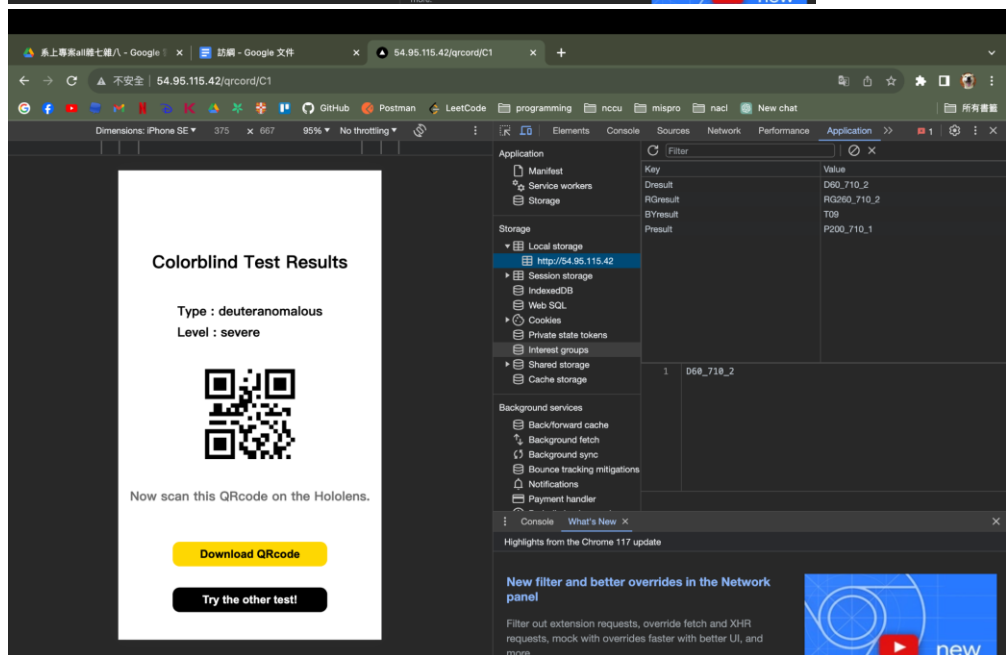 new
系上專案all雜七雜八 - Google
訪綱 - Google 文件
54.95.115.42/qrcord/C1
不安全 | 54.95.115.42/qrcord/C1
GitHub Postman LeetCode programming nccu mispro nacl New chat 所有書籤
Dimensions: iPhone SE 375 x 667 95% No throttling
Elements Console Sources Network Performance Application 1
Colorblind Test Results
Type : deuteranomalous
Level : severe
Now scan this QRcode on the Hololens.
Download QRcode
Try the other test!
Application
Manifest
Service workers
Storage
Storage
Local storage
http://54.95.115.42
Session storage
IndexedDB
Web SQL
Cookies
Private state tokens
Interest groups
Shared storage
Cache storage
Background services
Back/forward cache
Background fetch
Background sync
Bounce tracking mitigations
Notifications
Payment handler
Filter
Key Value
Dresult D60_710_2
RGresult RG260_710_2
BYresult T09
Presult P200_710_1
1 D60_710_2
Console What's New
Highlights from the Chrome 117 update
New filter and better overrides in the Network
panel
Filter out extension requests, override fetch and XHR
requests, mock with overrides faster with better UI, and
more.
new